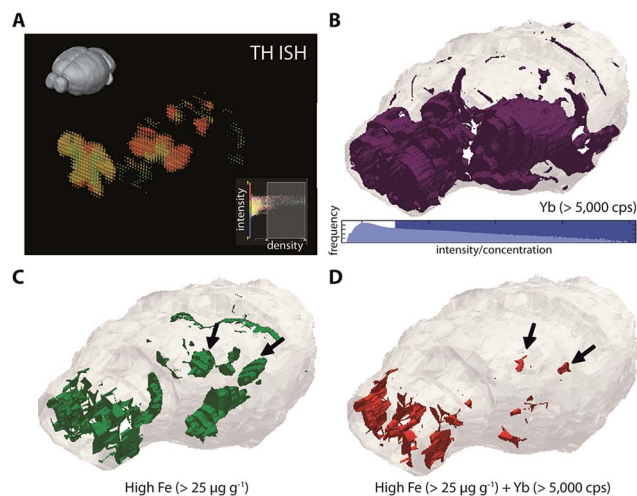 A
TH ISH
intensity
density
B
Yb (> 5,000 cps)
frequency
intensity/concentration
C
High Fe (> 25 µg g⁻¹)
D
High Fe (> 25 µg g⁻¹) + Yb (> 5,000 cps)